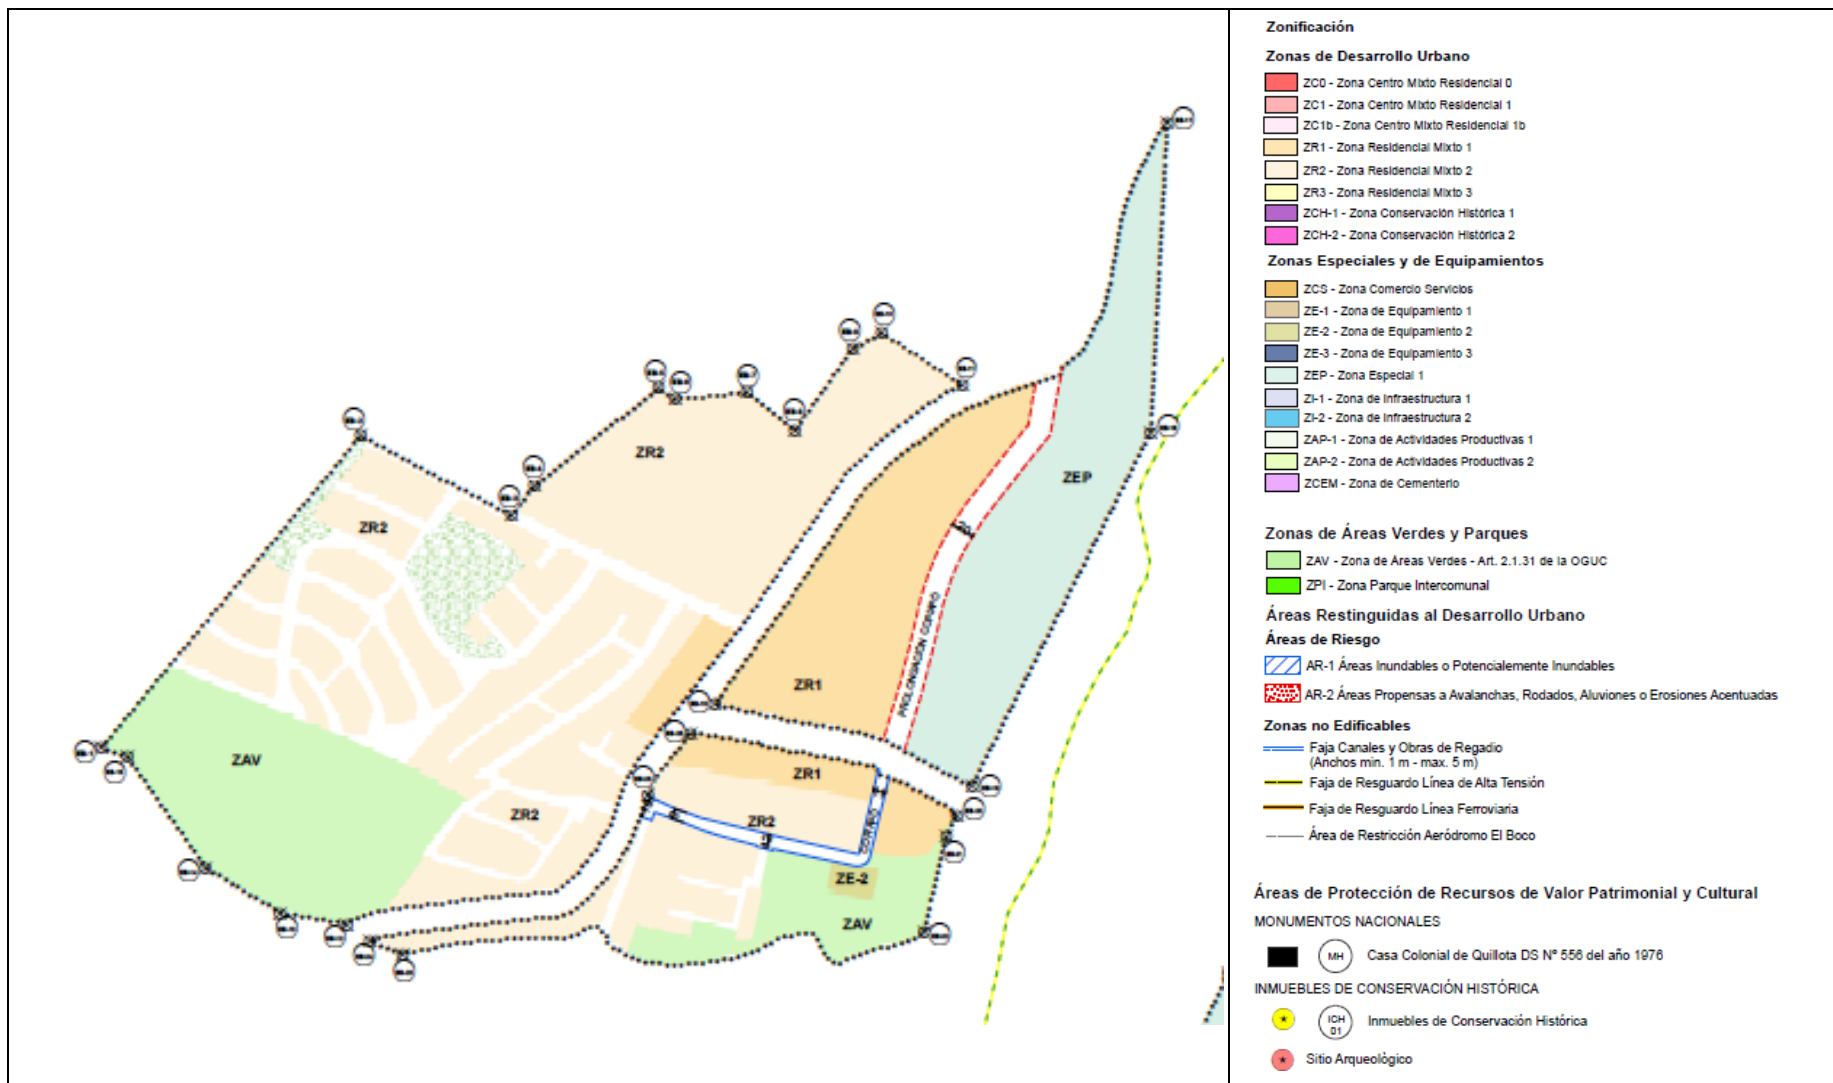 ZR2
ZEP
ZR2
20
PROLONGACIÓN CORVIPO
ZR1
ZAV
ZR1
ZR2
ZR2
ZE-2
ZAV
Zonificación
Zonas de Desarrollo Urbano
ZC0 - Zona Centro Mixto Residencial 0
ZC1 - Zona Centro Mixto Residencial 1
ZC1b - Zona Centro Mixto Residencial 1b
ZR1 - Zona Residencial Mixto 1
ZR2 - Zona Residencial Mixto 2
ZR3 - Zona Residencial Mixto 3
ZCH-1 - Zona Conservación Histórica 1
ZCH-2 - Zona Conservación Histórica 2
Zonas Especiales y de Equipamientos
ZCS - Zona Comercio Servicios
ZE-1 - Zona de Equipamiento 1
ZE-2 - Zona de Equipamiento 2
ZE-3 - Zona de Equipamiento 3
ZEP - Zona Especial 1
ZI-1 - Zona de Infraestructura 1
ZI-2 - Zona de Infraestructura 2
ZAP-1 - Zona de Actividades Productivas 1
ZAP-2 - Zona de Actividades Productivas 2
ZCEM - Zona de Cementerio
Zonas de Áreas Verdes y Parques
ZAV - Zona de Áreas Verdes - Art. 2.1.31 de la OGUC
ZPI - Zona Parque Intercomunal
Áreas Restinguidas al Desarrollo Urbano
Áreas de Riesgo
AR-1 Áreas Inundables o Potencialemente Inundables
AR-2 Áreas Propensas a Avalanchas, Rodados, Aluviones o Erosiones Acentuadas
Zonas no Edificables
Faja Canales y Obras de Regadio
(Anchos min. 1 m - max. 5 m)
Faja de Resguardo Línea de Alta Tensión
Faja de Resguardo Línea Ferroviaria
Área de Restricción Aeródromo El Boco
Áreas de Protección de Recursos de Valor Patrimonial y Cultural
MONUMENTOS NACIONALES
MH Casa Colonial de Quillota DS Nº 556 del año 1976
INMUEBLES DE CONSERVACIÓN HISTÓRICA
ICH 01 Inmuebles de Conservación Histórica
Sitio Arqueológico